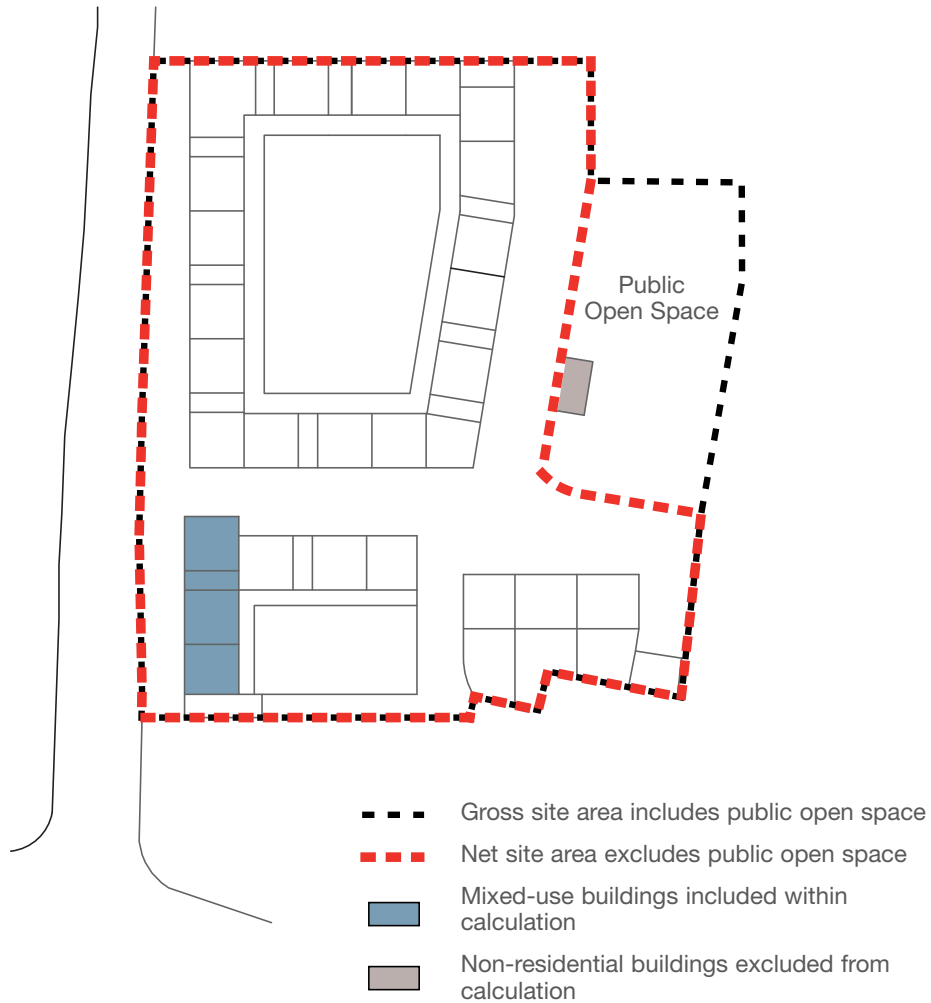 Public
Open Space
Gross site area includes public open space
Net site area excludes public open space
Mixed-use buildings included within
calculation
Non-residential buildings excluded from
calculation